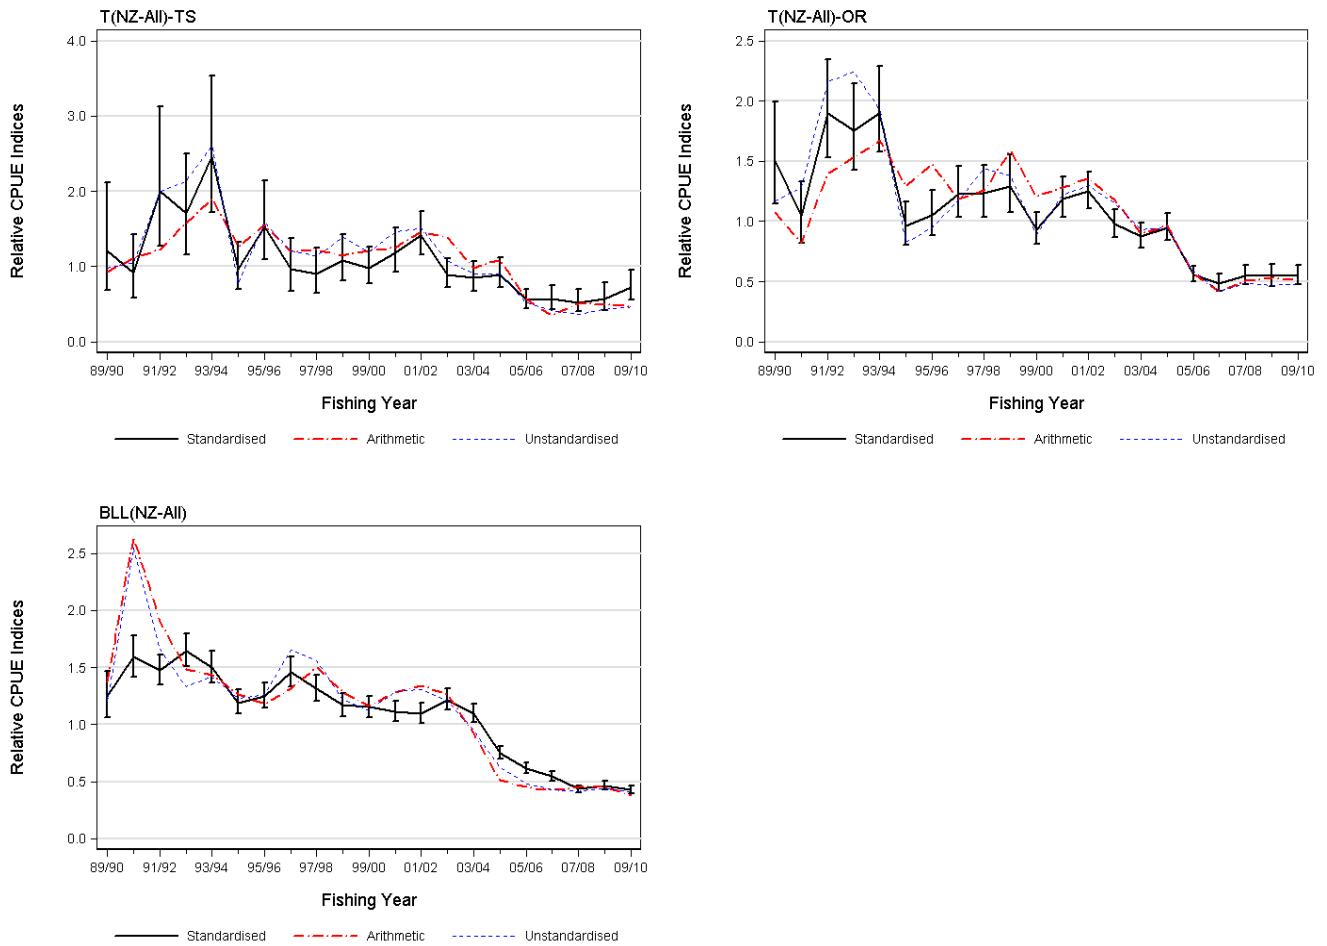 T(NZ-All)-TS
4.0
3.0
2.0
1.0
0.0
Relative CPUE Indices
89/90 91/92 93/94 95/96 97/98 99/00 01/02 03/04 05/06 07/08 09/10
Fishing Year
Standardised Arithmetic Unstandardised
T(NZ-All)-OR
2.5
2.0
1.5
1.0
0.5
0.0
Relative CPUE Indices
89/90 91/92 93/94 95/96 97/98 99/00 01/02 03/04 05/06 07/08 09/10
Fishing Year
Standardised Arithmetic Unstandardised
BLL(NZ-All)
2.5
2.0
1.5
1.0
0.5
0.0
Relative CPUE Indices
89/90 91/92 93/94 95/96 97/98 99/00 01/02 03/04 05/06 07/08 09/10
Fishing Year
Standardised Arithmetic Unstandardised